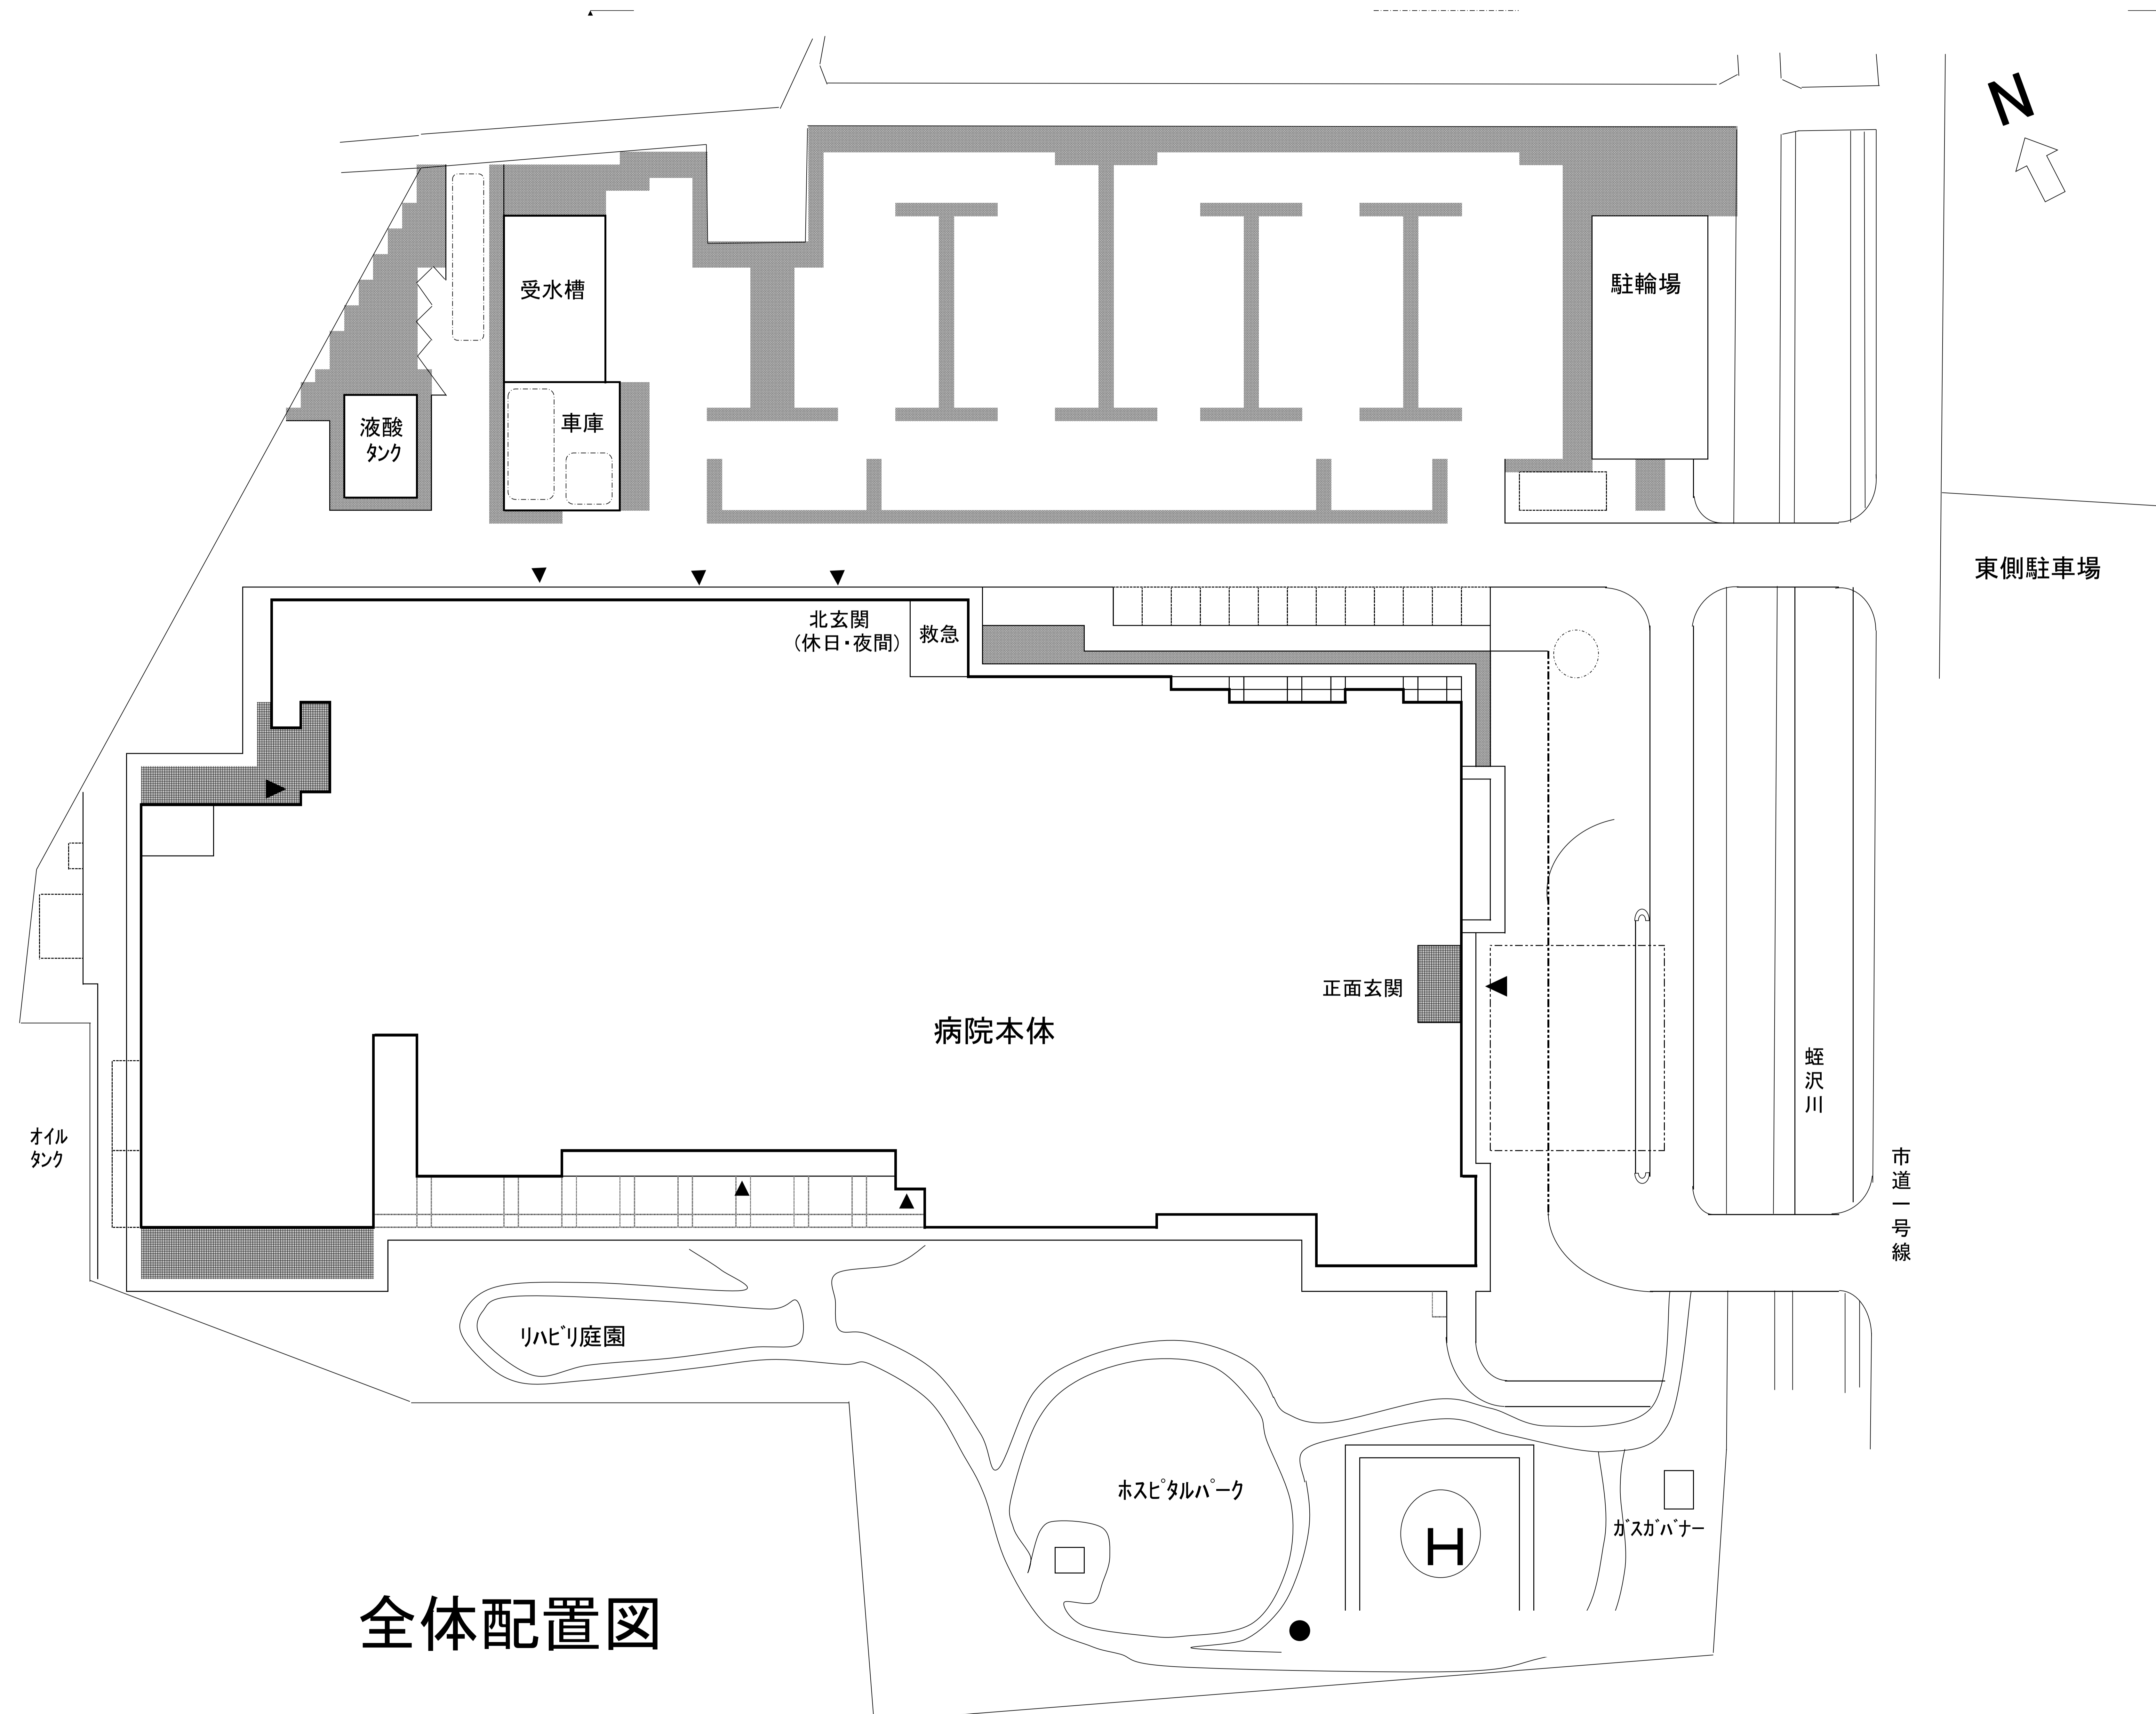 N
受水槽
駐輪場
液酸
ﾀﾝｸ
車庫
東側駐車場
北玄関
(休日・夜間)
救急
正面玄関
病院本体
蛭沢川
ｵｲﾙ
ﾀﾝｸ
市道一号線
ﾘﾊﾋﾞﾘ庭園
ﾎｽﾋﾟﾀﾙﾊﾟｰｸ
H
ｶﾞｽｶﾞﾊﾞﾅｰ
全体配置図